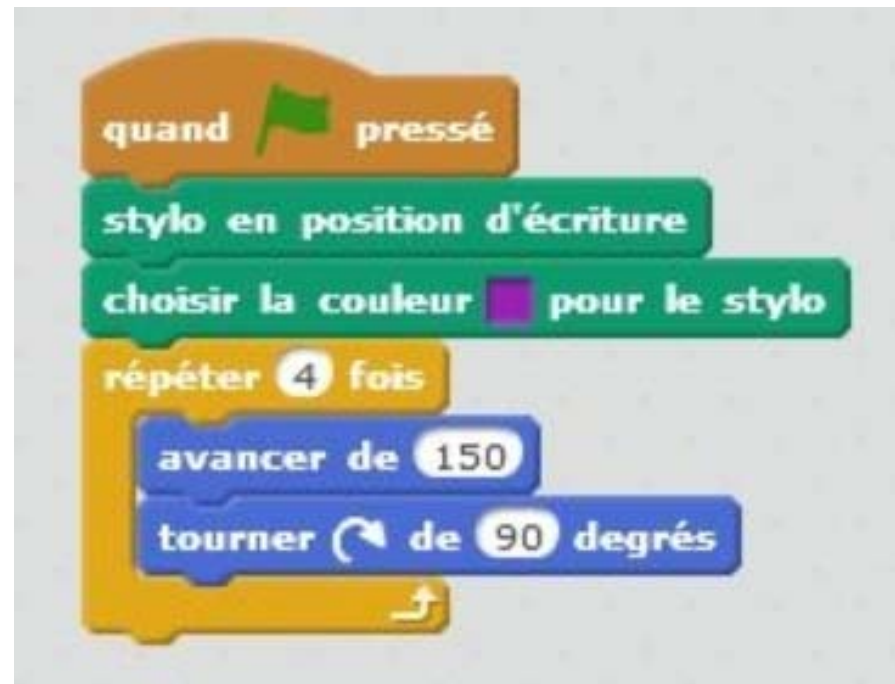 quand pressé
stylo en position d'écriture
choisir la couleur pour le stylo
répéter 4 fois
avancer de 150
tourner de 90 degrés